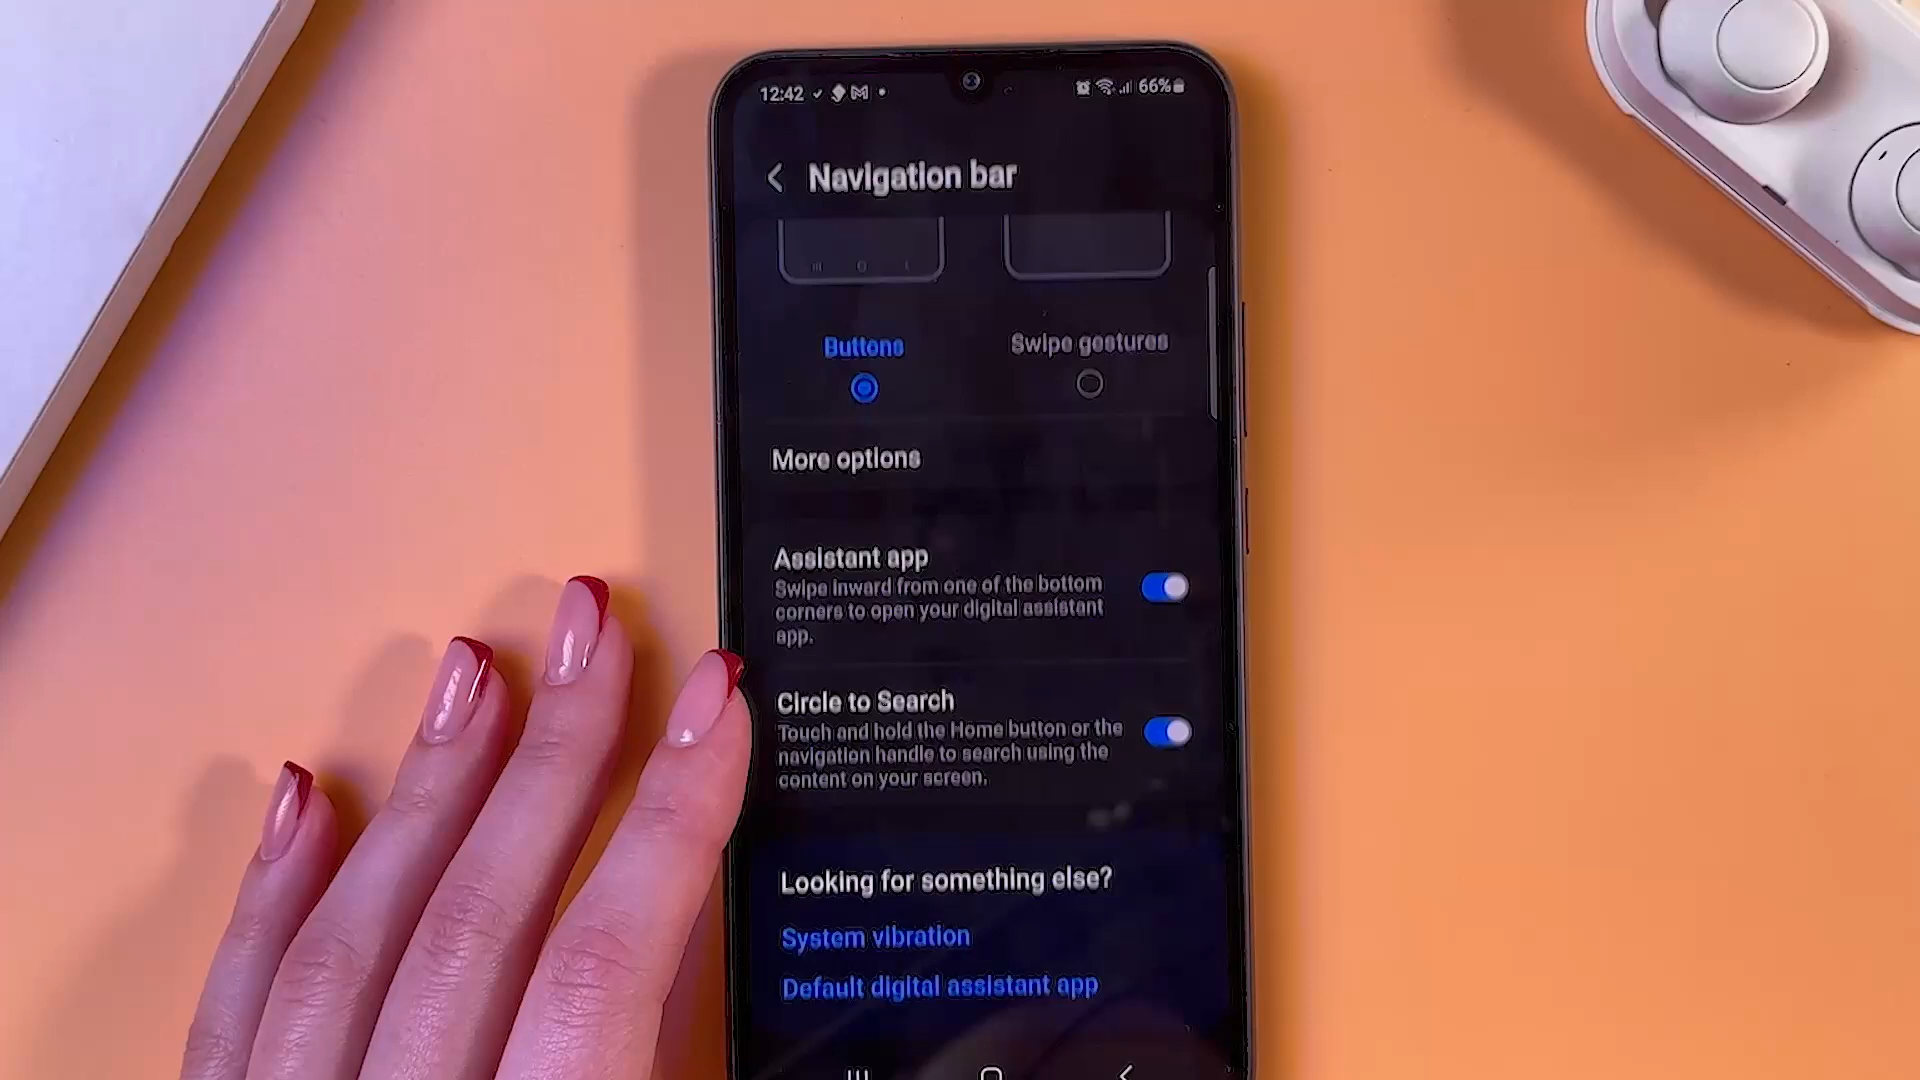 12:42 66%
Navigation bar
Buttons Swipe gestures
More options
Assistant app
Swipe inward from one of the bottom
corners to open your digital assistant
app.
Circle to Search
Touch and hold the Home button or the
navigation handle to search using the
content on your screen.
Looking for something else?
System vibration
Default digital assistant app